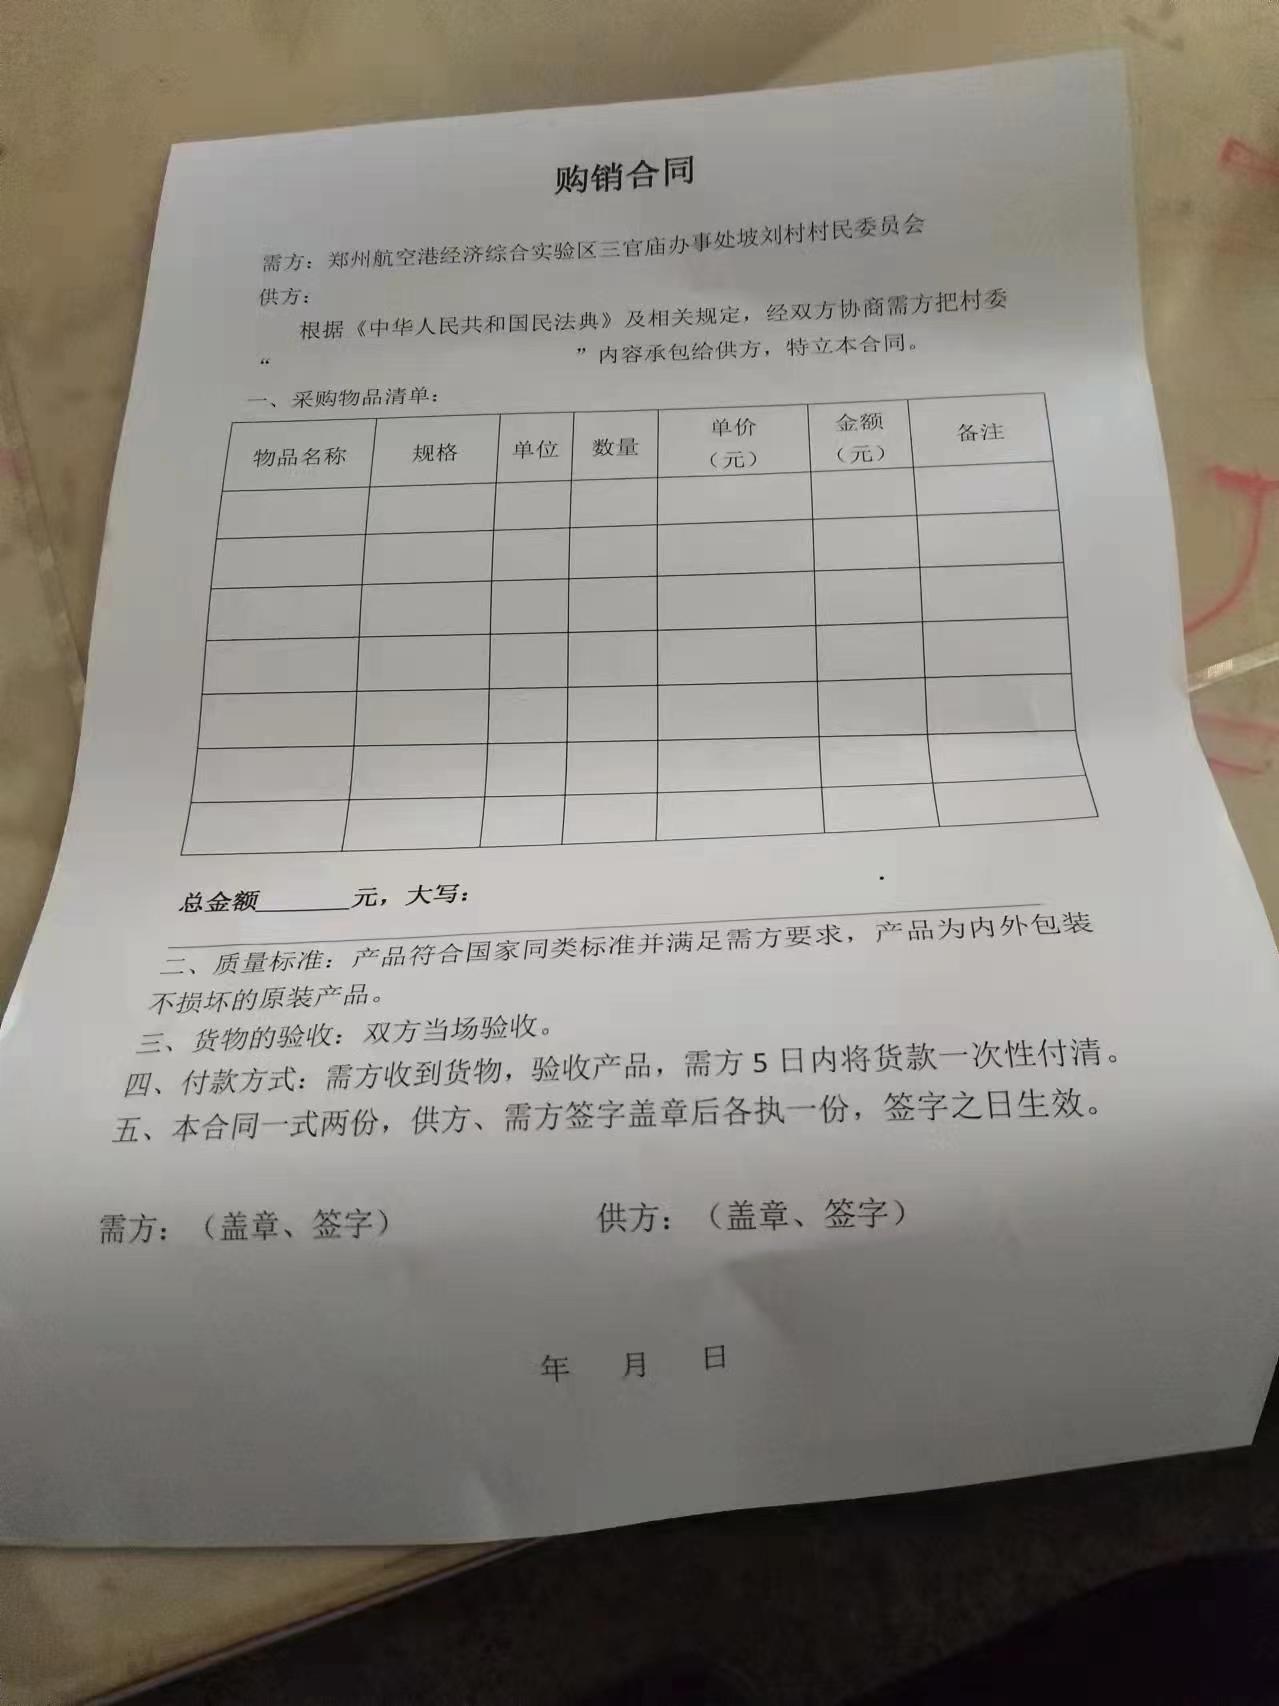 购销合同
需方：郑州航空港经济综合实验区三官庙办事处坡刘村村民委员会
供方：
根据《中华人民共和国民法典》及相关规定，经双方协商需方把村委
“ ”内容承包给供方，特立本合同。
一、采购物品清单：
物品名称 规格 单位 数量 单价（元） 金额（元） 备注
总金额_______元，大写：
二、质量标准：产品符合国家同类标准并满足需方要求，产品为内外包装
不损坏的原装产品。
三、货物的验收：双方当场验收。
四、付款方式：需方收到货物，验收产品，需方5日内将货款一次性付清。
五、本合同一式两份，供方、需方签字盖章后各执一份，签字之日生效。
需方：（盖章、签字） 供方：（盖章、签字）
年 月 日